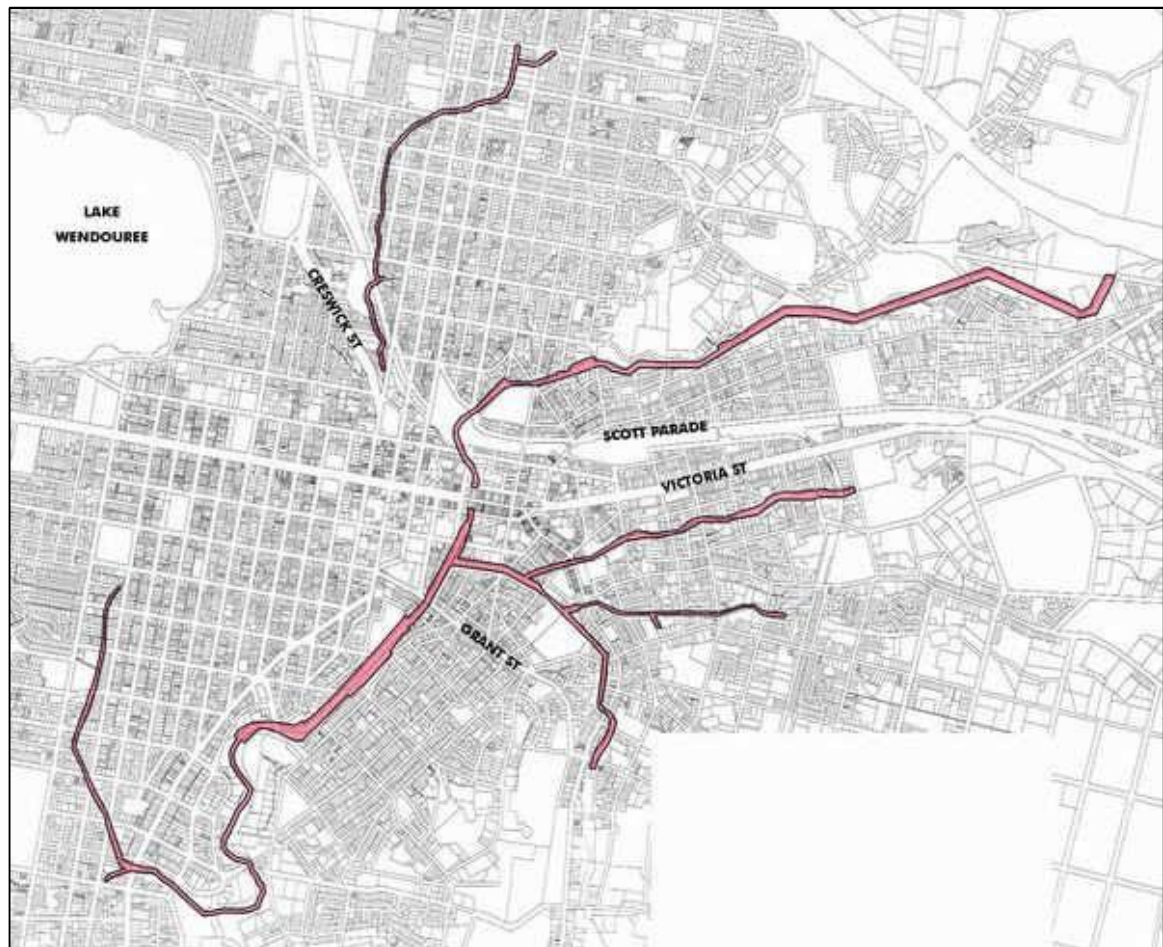 LAKE
WENDOUREE
CRESWICK ST
SCOTT PARADE
VICTORIA ST
GRANT ST